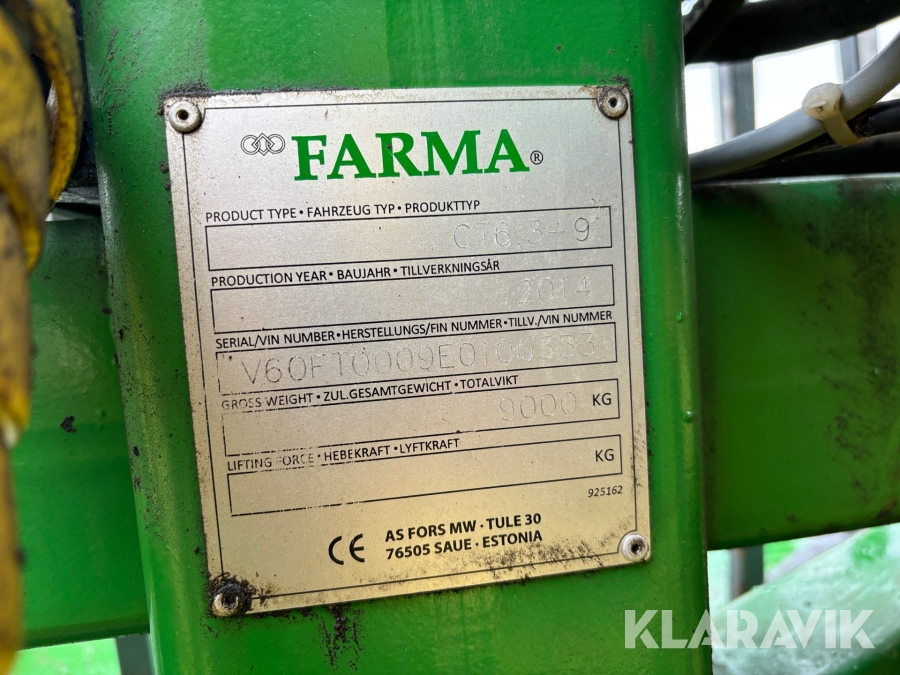 FARMA®
PRODUCT TYPE • FAHRZEUG TYP • PRODUKTTYP
CT6.3-9
PRODUCTION YEAR • BAUJAHR • TILLVERKNINGSÅR
2014
SERIAL/VIN NUMBER • HERSTELLUNGS/FIN NUMMER • TILLV./VIN NUMMER
V60FT0009E0100333
GROSS WEIGHT • ZUL.GESAMTGEWICHT • TOTALVIKT
9000 KG
LIFTING FORCE • HEBEKRAFT • LYFTKRAFT
KG
925162
CE AS FORS MW · TULE 30
76505 SAUE · ESTONIA
KLARAVIK